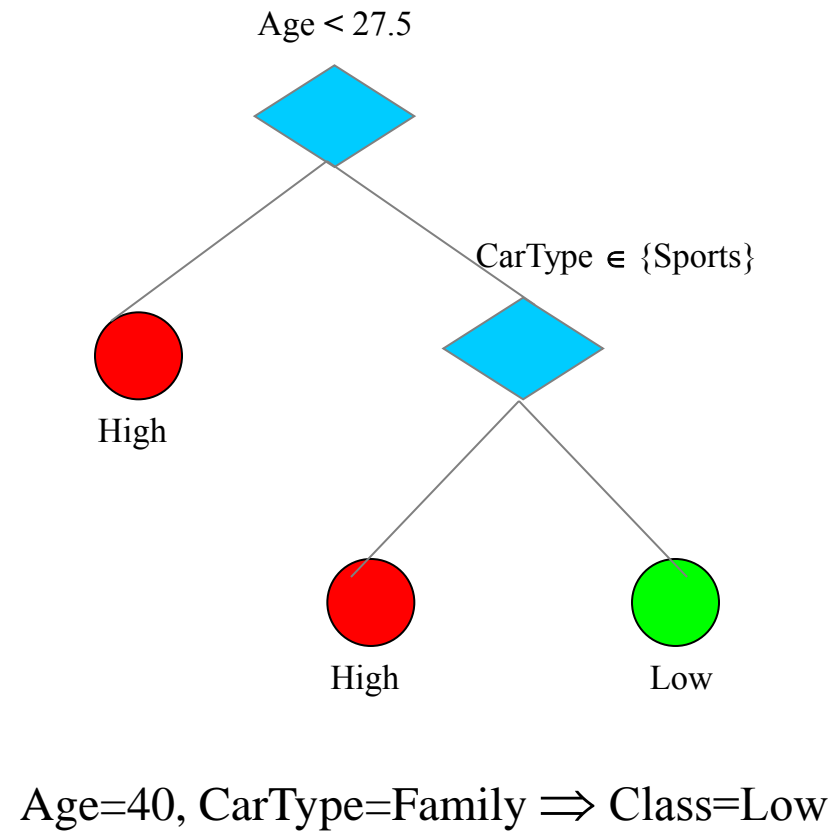 Age < 27.5
CarType ∈ {Sports}
High
High
Low
Age=40, CarType=Family ⇒ Class=Low